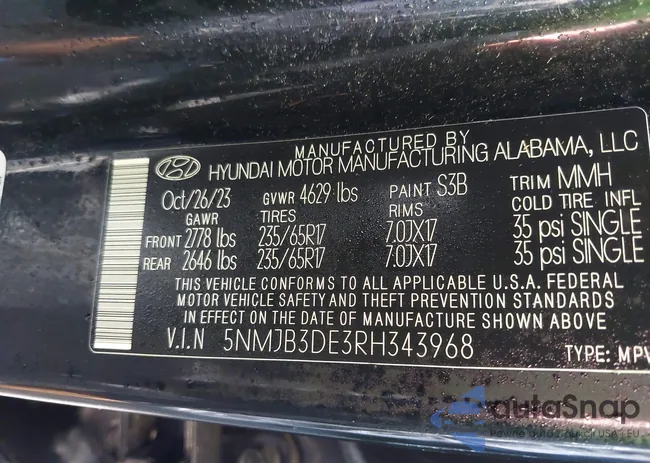 MANUFACTURED BY
HYUNDAI MOTOR MANUFACTURING ALABAMA, LLC
Oct/26/23 GVWR 4629 lbs PAINT S3B TRIM MMH
GAWR TIRES RIMS COLD TIRE INFL
FRONT 2778 lbs 235/65R17 7.0JX17 35 psi SINGLE
REAR 2646 lbs 235/65R17 7.0JX17 35 psi SINGLE
THIS VEHICLE CONFORMS TO ALL APPLICABLE U.S.A. FEDERAL
MOTOR VEHICLE SAFETY AND THEFT PREVENTION STANDARDS
IN EFFECT ON THE DATE OF MANUFACTURE SHOWN ABOVE
V.I.N 5NMJB3DE3RH343968 TYPE: MPV
autoSnap